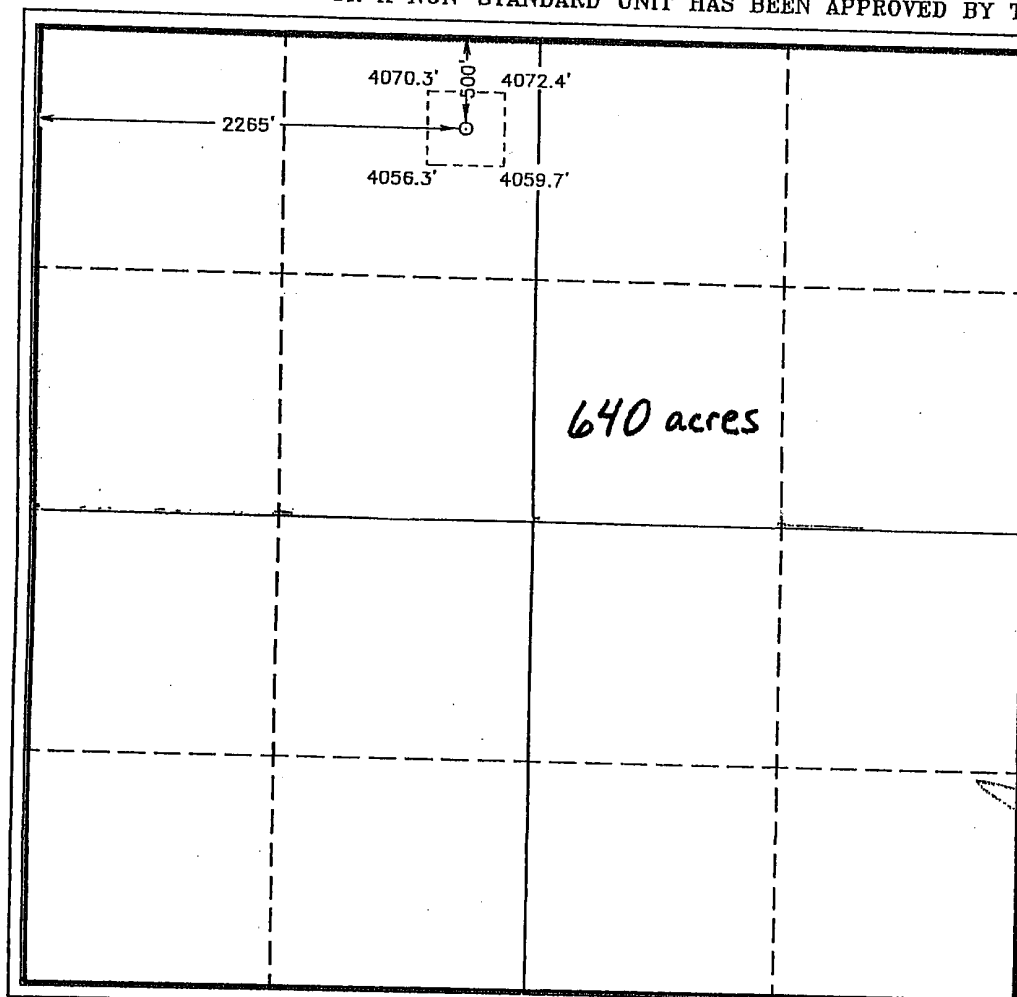 A NON-STANDARD UNIT HAS BEEN APPROVED BY
4070.3' 500' 4072.4'
2265'
4056.3' 4059.7'
640 acres